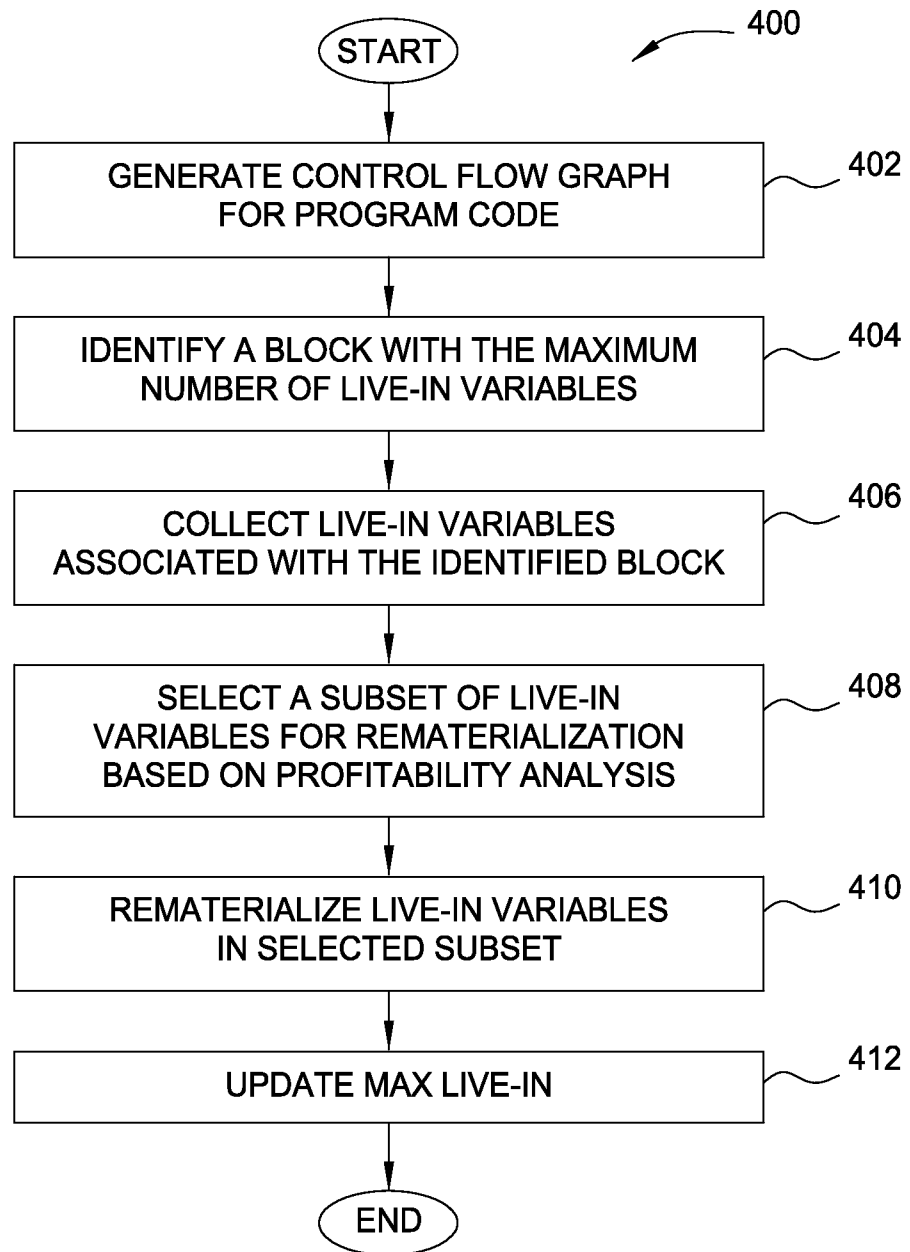 START
400
GENERATE CONTROL FLOW GRAPH
FOR PROGRAM CODE
402
IDENTIFY A BLOCK WITH THE MAXIMUM
NUMBER OF LIVE-IN VARIABLES
404
COLLECT LIVE-IN VARIABLES
ASSOCIATED WITH THE IDENTIFIED BLOCK
406
SELECT A SUBSET OF LIVE-IN
VARIABLES FOR REMATERIALIZATION
BASED ON PROFITABILITY ANALYSIS
408
REMATERIALIZE LIVE-IN VARIABLES
IN SELECTED SUBSET
410
UPDATE MAX LIVE-IN
412
END